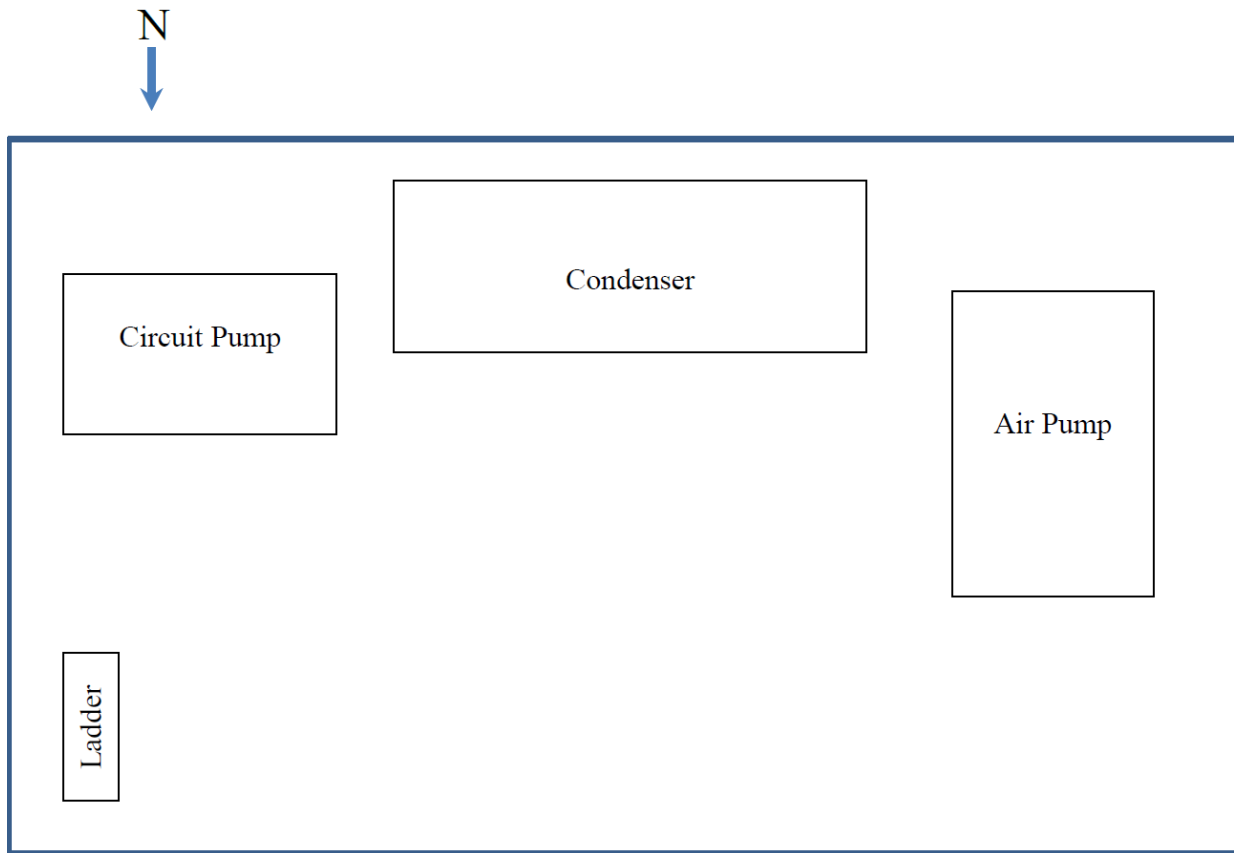 N
Condenser
Circuit Pump
Air Pump
Ladder